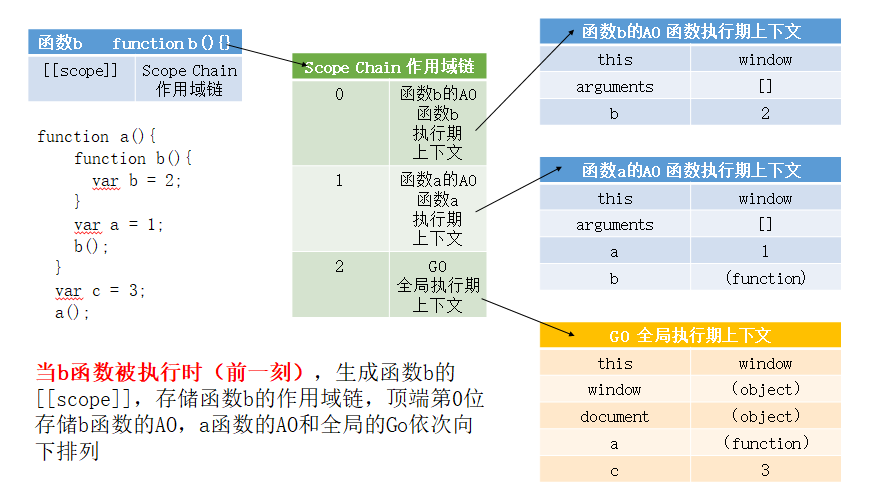 函数b function b(){}
[[scope]] Scope Chain
作用域链
function a(){
function b(){
var b = 2;
}
var a = 1;
b();
}
var c = 3;
a();
当b函数被执行时（前一刻），生成函数b的
[[scope]]，存储函数b的作用域链，顶端第0位
存储b函数的AO，a函数的AO和全局的Go依次向
下排列
Scope Chain 作用域链
0 函数b的AO
函数b
执行期
上下文
1 函数a的AO
函数a
执行期
上下文
2 GO
全局执行期
上下文
函数b的AO 函数执行期上下文
this window
arguments []
b 2
函数a的AO 函数执行期上下文
this window
arguments []
a 1
b (function)
GO 全局执行期上下文
this window
window （object）
document （object）
a （function）
c 3